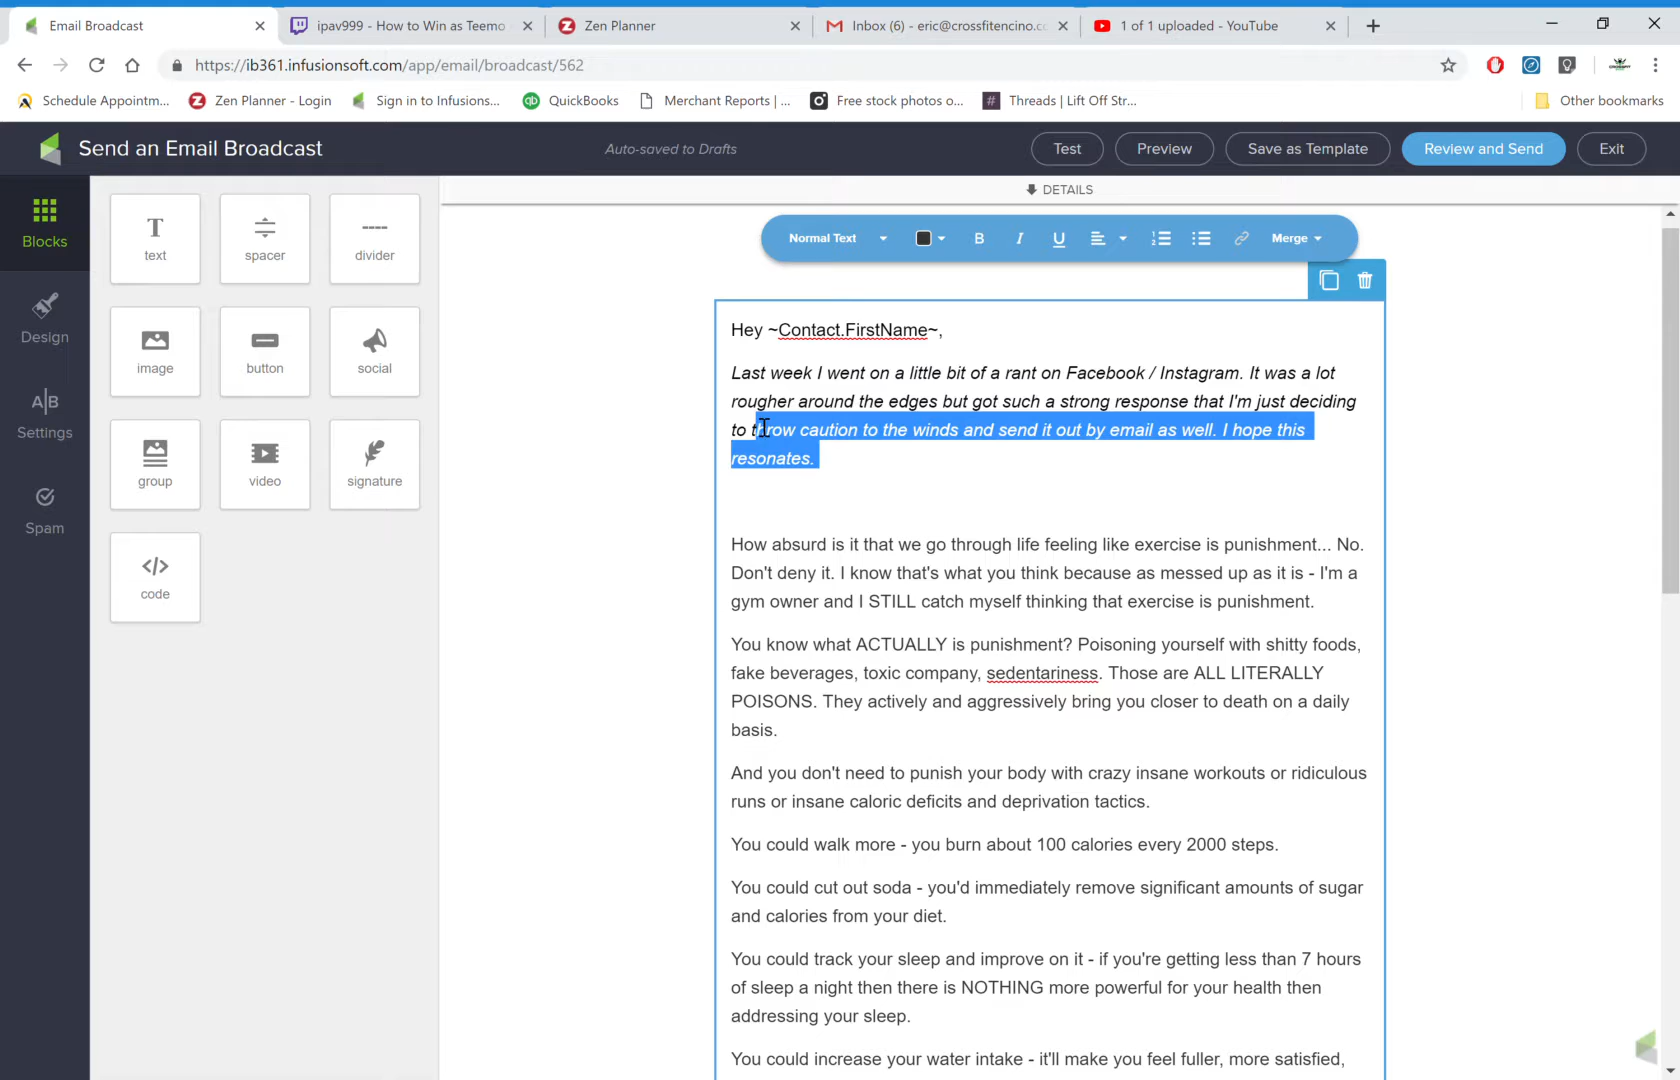 Email Broadcast
ipav999 - How to Win as Teemo
Zen Planner
Inbox (6) - eric@crossfitencino.cc
1 of 1 uploaded - YouTube
https://ib361.infusionsoft.com/app/email/broadcast/562
Schedule Appointm...
Zen Planner - Login
Sign in to Infusions...
QuickBooks
Merchant Reports | ...
Free stock photos o...
Threads | Lift Off Str...
Other bookmarks
Send an Email Broadcast
Auto-saved to Drafts
Test
Preview
Save as Template
Review and Send
Exit
Blocks
Design
A|B
Settings
Spam
text
spacer
divider
image
button
social
group
video
signature
code
DETAILS
Normal Text
B I U
Merge
Hey ~Contact.FirstName~,
Last week I went on a little bit of a rant on Facebook / Instagram. It was a lot
rougher around the edges but got such a strong response that I'm just deciding
to throw caution to the winds and send it out by email as well. I hope this
resonates.
How absurd is it that we go through life feeling like exercise is punishment... No.
Don't deny it. I know that's what you think because as messed up as it is - I'm a
gym owner and I STILL catch myself thinking that exercise is punishment.
You know what ACTUALLY is punishment? Poisoning yourself with shitty foods,
fake beverages, toxic company, sedentariness. Those are ALL LITERALLY
POISONS. They actively and aggressively bring you closer to death on a daily
basis.
And you don't need to punish your body with crazy insane workouts or ridiculous
runs or insane caloric deficits and deprivation tactics.
You could walk more - you burn about 100 calories every 2000 steps.
You could cut out soda - you'd immediately remove significant amounts of sugar
and calories from your diet.
You could track your sleep and improve on it - if you're getting less than 7 hours
of sleep a night then there is NOTHING more powerful for your health then
addressing your sleep.
You could increase your water intake - it'll make you feel fuller, more satisfied,